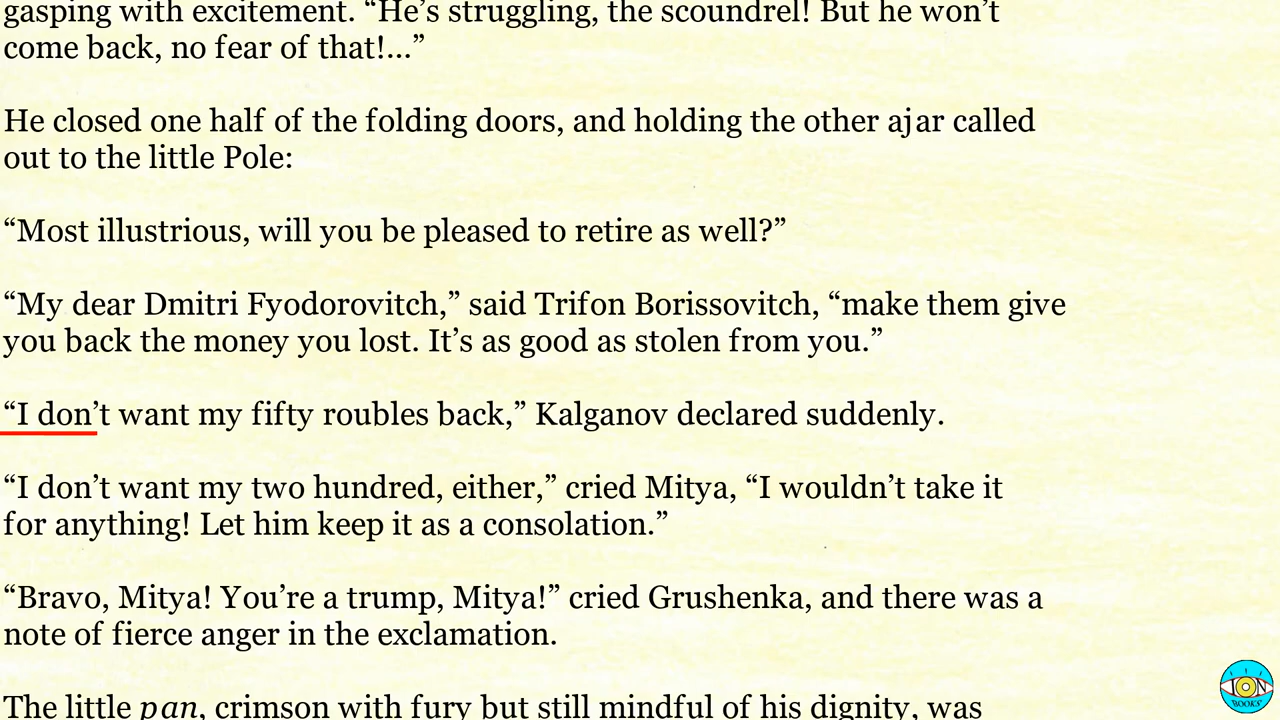 gasping with excitement. “He’s struggling, the scoundrel! But he won’t
come back, no fear of that!...”
He closed one half of the folding doors, and holding the other ajar called
out to the little Pole:
“Most illustrious, will you be pleased to retire as well?”
“My dear Dmitri Fyodorovitch,” said Trifon Borissovitch, “make them give
you back the money you lost. It’s as good as stolen from you.”
“I don’t want my fifty roubles back,” Kalganov declared suddenly.
“I don’t want my two hundred, either,” cried Mitya, “I wouldn’t take it
for anything! Let him keep it as a consolation.”
“Bravo, Mitya! You’re a trump, Mitya!” cried Grushenka, and there was a
note of fierce anger in the exclamation.
The little pan, crimson with fury but still mindful of his dignity, was
ION
BOOKS